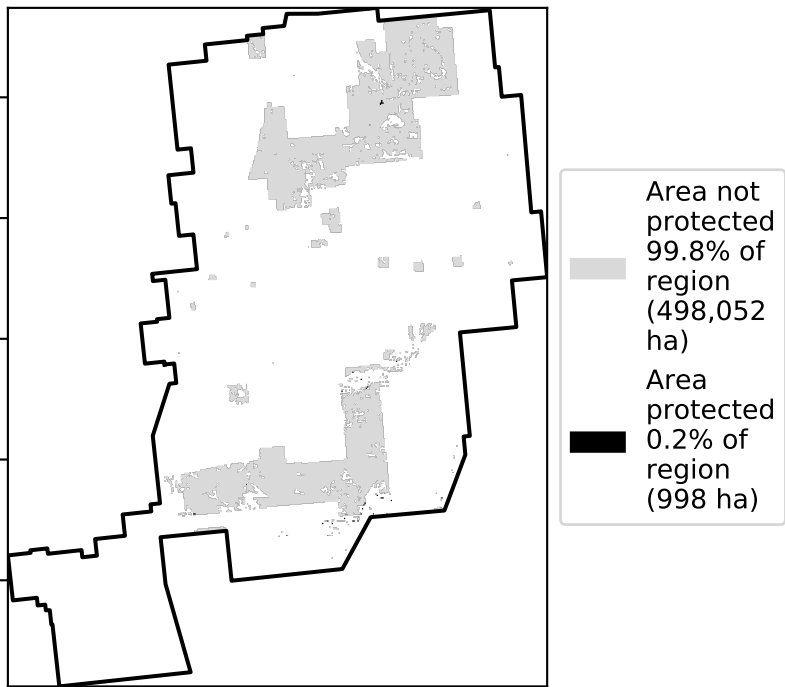 Area not
protected
99.8% of
region
(498,052
ha)
Area
protected
0.2% of
region
(998 ha)